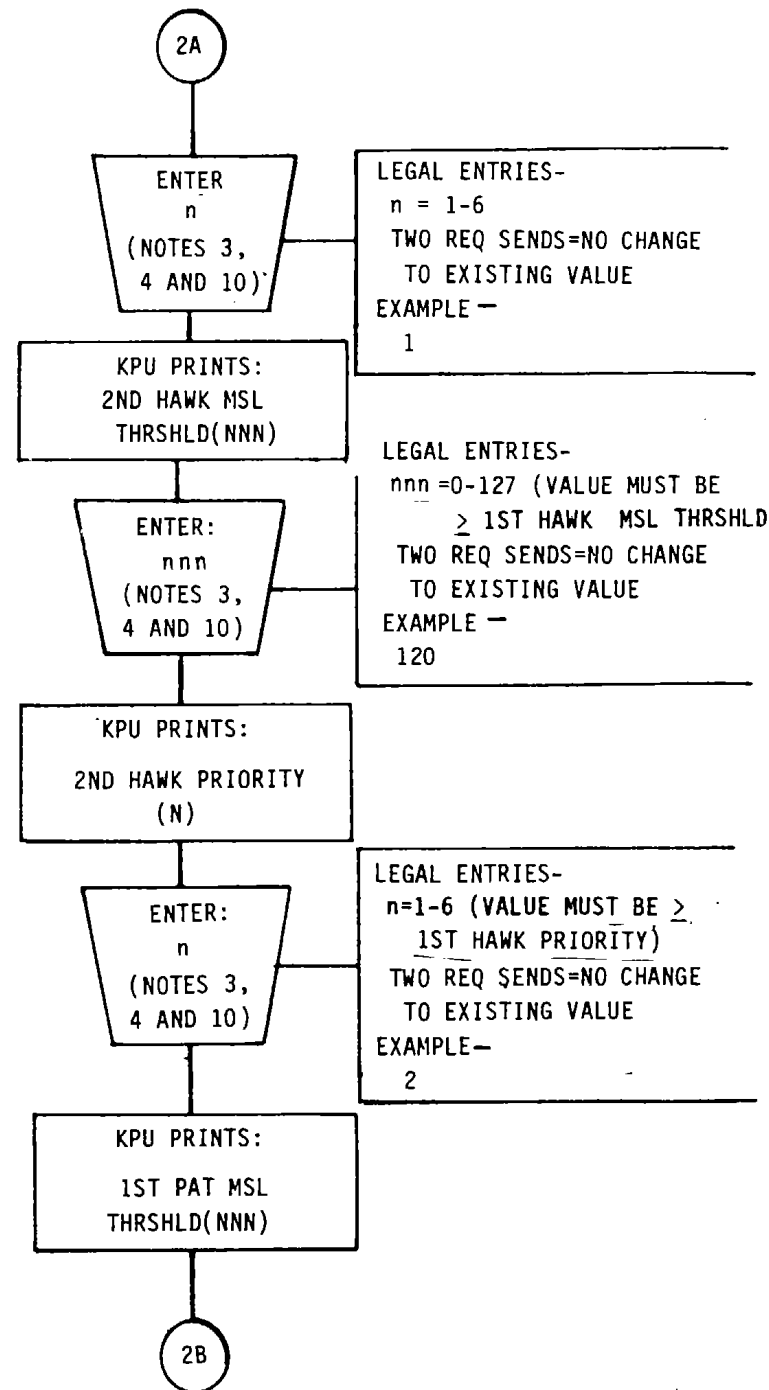 2A
ENTER
n
(NOTES 3,
4 AND 10)
LEGAL ENTRIES-
n = 1-6
TWO REQ SENDS=NO CHANGE
TO EXISTING VALUE
EXAMPLE —
1
KPU PRINTS:
2ND HAWK MSL
THRSHLD(NNN)
ENTER:
nnn
(NOTES 3,
4 AND 10)
LEGAL ENTRIES-
nnn =0-127 (VALUE MUST BE
≥ 1ST HAWK MSL THRSHLD
TWO REQ SENDS=NO CHANGE
TO EXISTING VALUE
EXAMPLE —
120
KPU PRINTS:
2ND HAWK PRIORITY
(N)
ENTER:
n
(NOTES 3,
4 AND 10)
LEGAL ENTRIES-
n=1-6 (VALUE MUST BE ≥
1ST HAWK PRIORITY)
TWO REQ SENDS=NO CHANGE
TO EXISTING VALUE
EXAMPLE—
2
KPU PRINTS:
1ST PAT MSL
THRSHLD(NNN)
2B